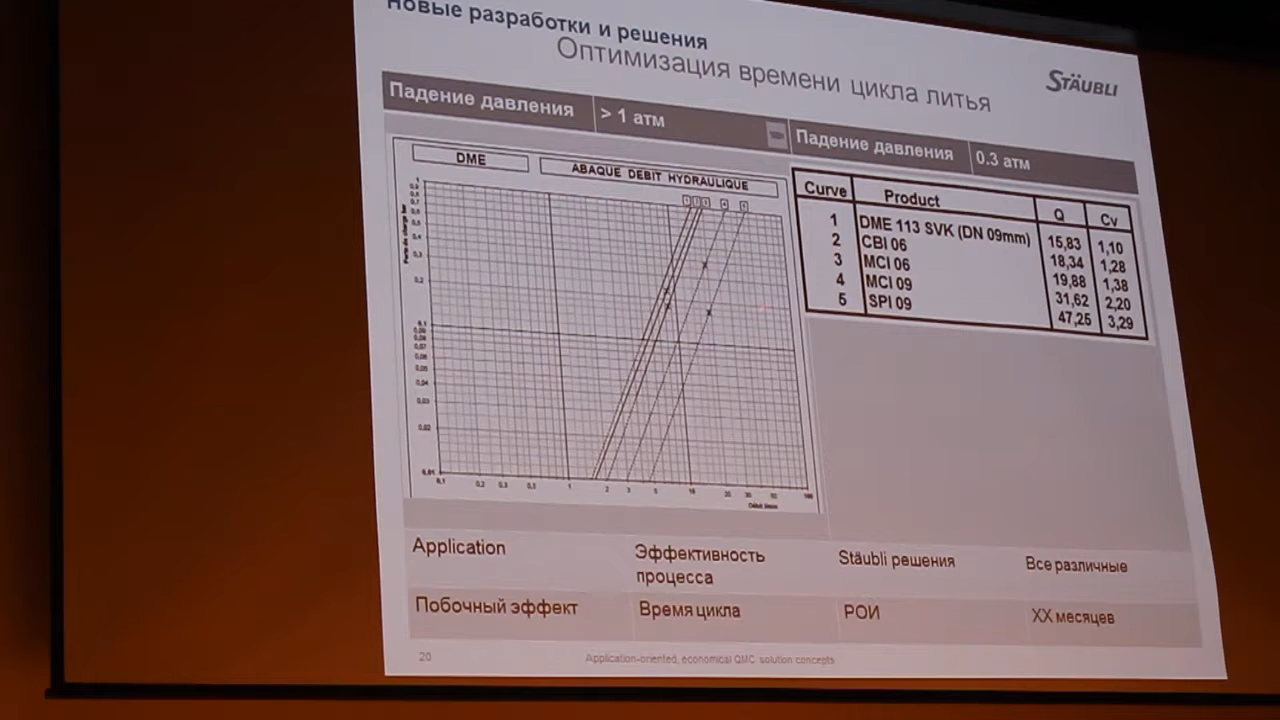 Новые разработки и решения
Оптимизация времени цикла литья
STÄUBLI
Падение давления > 1 атм
Падение давления 0.3 атм
DME
ABAQUE DEBIT HYDRAULIQUE
Curve Product Q Cv
1 DME 113 SVK (DN 09mm) 15,83 1,10
2 CBI 06 18,34 1,28
3 MCI 06 19,88 1,38
4 MCI 09 31,62 2,20
5 SPI 09 47,25 3,29
Application
Эффективность
процесса
Stäubli решения
Все различные
Побочный эффект
Время цикла
РОИ
XX месяцев
20
Application-oriented, economical QMC solution concepts